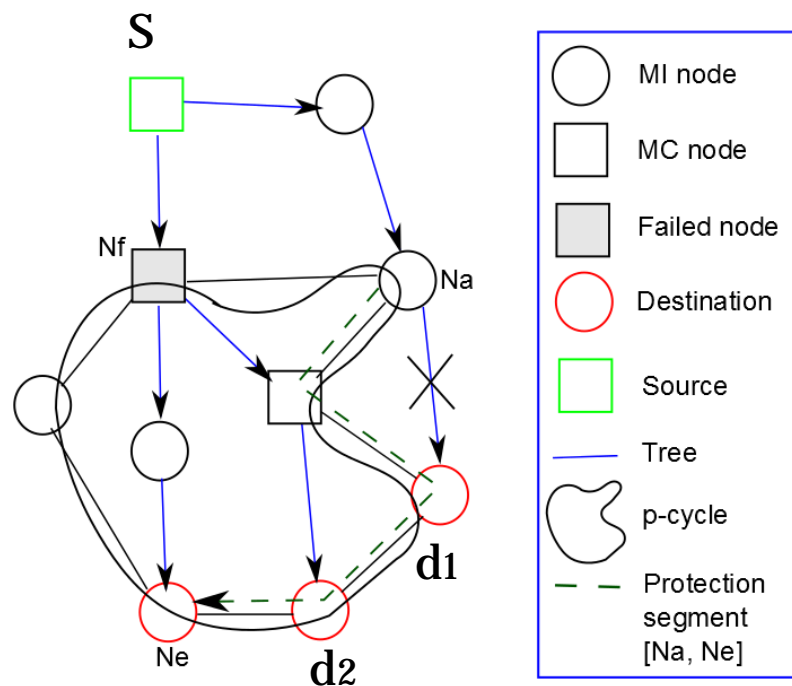 S
Nf
Na
d1
d2
Ne
MI node
MC node
Failed node
Destination
Source
Tree
p-cycle
Protection
segment
[Na, Ne]